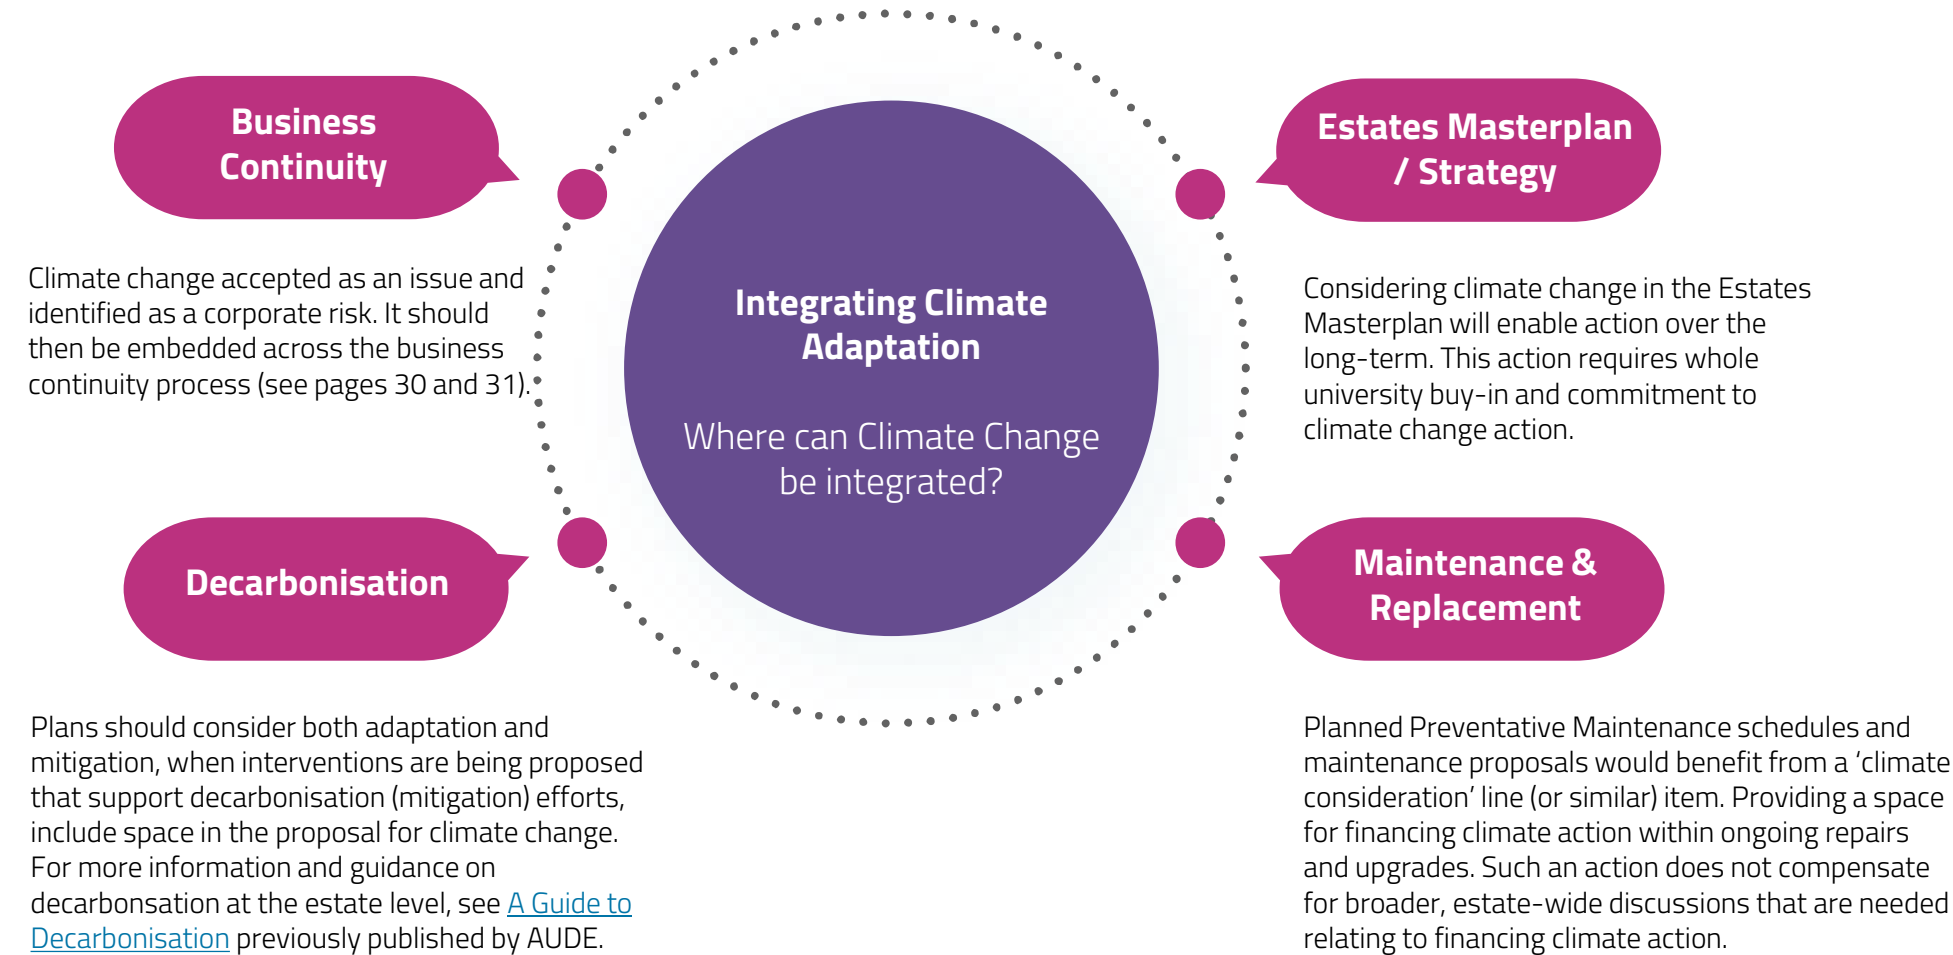 Business
Continuity
Climate change accepted as an issue and
identified as a corporate risk. It should
then be embedded across the business
continuity process (see pages 30 and 31).
Integrating Climate
Adaptation
Where can Climate Change
be integrated?
Estates Masterplan
/ Strategy
Considering climate change in the Estates
Masterplan will enable action over the
long-term. This action requires whole
university buy-in and commitment to
climate change action.
Decarbonisation
Plans should consider both adaptation and
mitigation, when interventions are being proposed
that support decarbonisation (mitigation) efforts,
include space in the proposal for climate change.
For more information and guidance on
decarbonsation at the estate level, see A Guide to
Decarbonisation previously published by AUDE.
Maintenance &
Replacement
Planned Preventative Maintenance schedules and
maintenance proposals would benefit from a ‘climate
consideration’ line (or similar) item. Providing a space
for financing climate action within ongoing repairs
and upgrades. Such an action does not compensate
for broader, estate-wide discussions that are needed
relating to financing climate action.